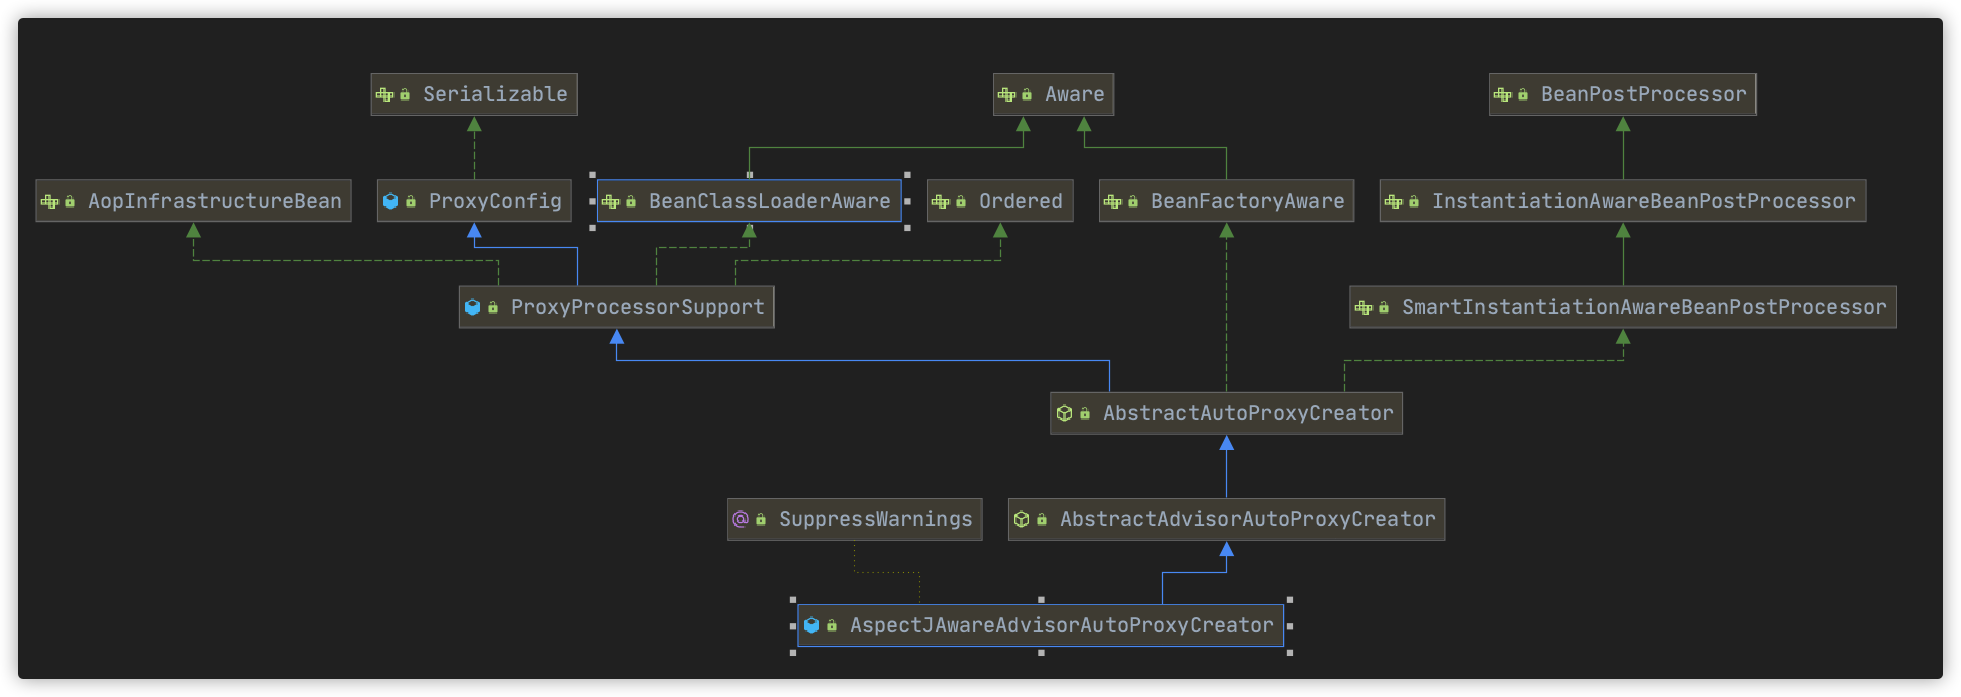 Serializable
Aware
BeanPostProcessor
AopInfrastructureBean
ProxyConfig
BeanClassLoaderAware
Ordered
BeanFactoryAware
InstantiationAwareBeanPostProcessor
ProxyProcessorSupport
SmartInstantiationAwareBeanPostProcessor
AbstractAutoProxyCreator
SuppressWarnings
AbstractAdvisorAutoProxyCreator
AspectJAwareAdvisorAutoProxyCreator